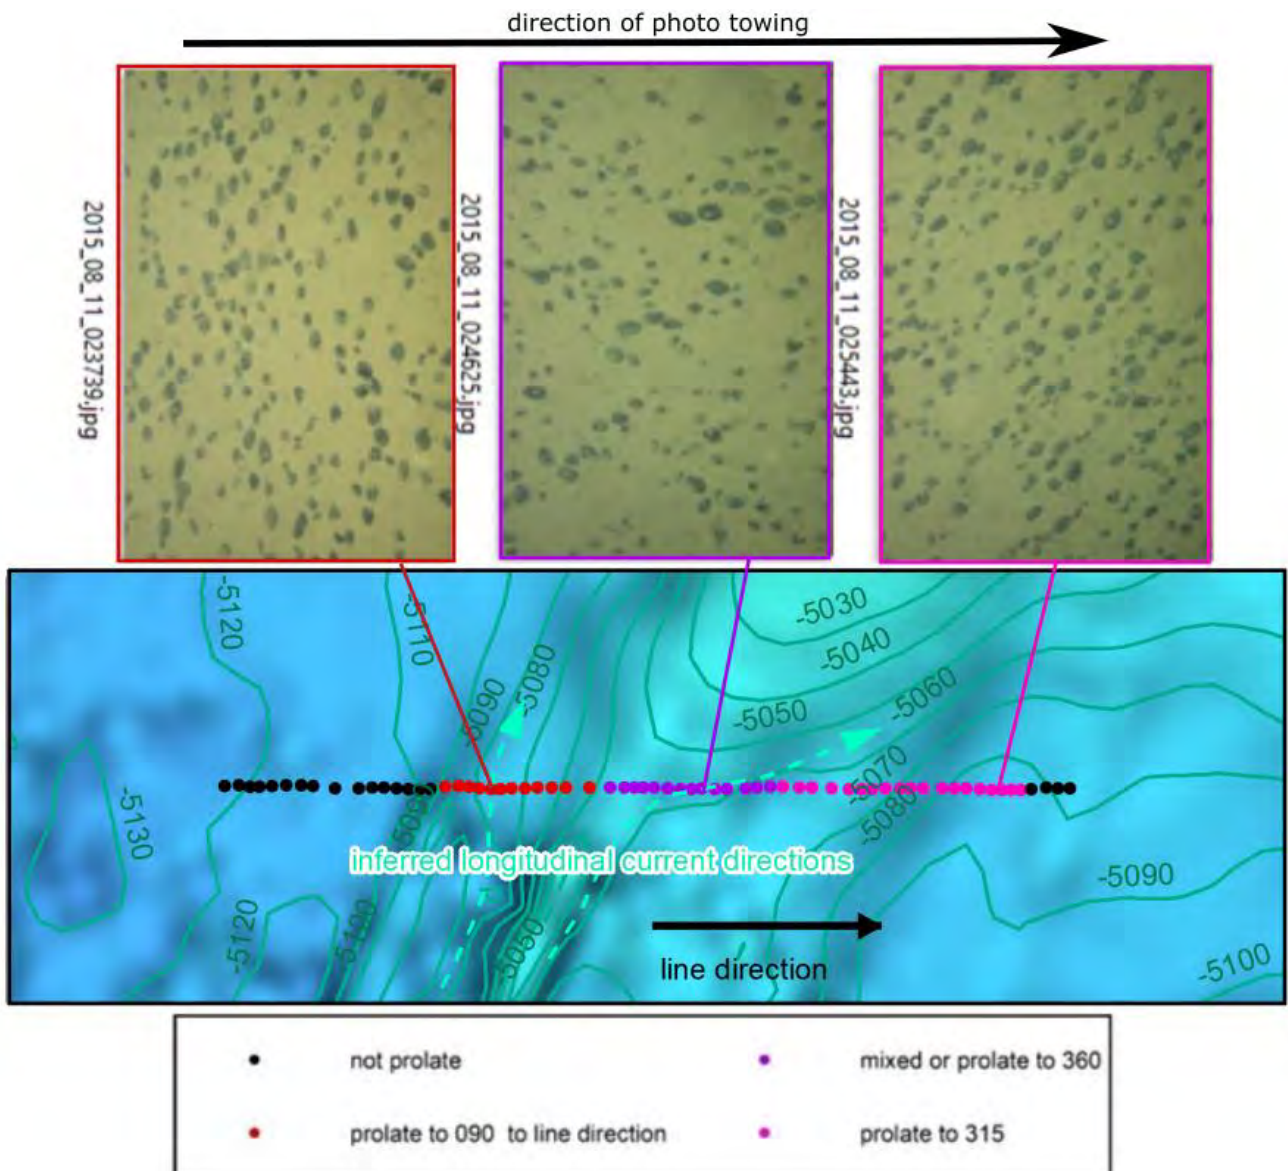 direction of photo towing
2015_08_11_023739.jpg
2015_08_11_024625.jpg
2015_08_11_025443.jpg
-5120
-5110
-5090
-5080
-5030
-5040
-5050
-5060
-5070
-5080
-5130
inferred longitudinal current directions
-5090
-5120
-5100
-5050
line direction
-5100
not prolate
mixed or prolate to 360
prolate to 090 to line direction
prolate to 315